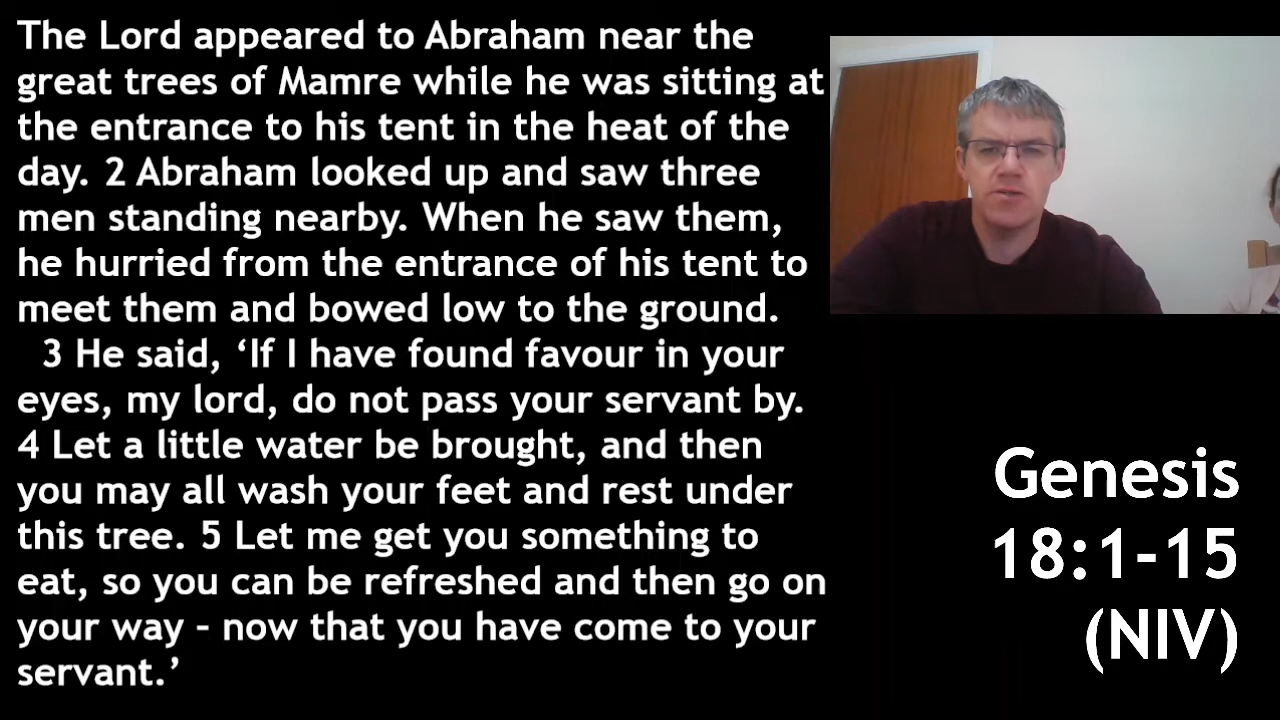 The Lord appeared to Abraham near the
great trees of Mamre while he was sitting at
the entrance to his tent in the heat of the
day. 2 Abraham looked up and saw three
men standing nearby. When he saw them,
he hurried from the entrance of his tent to
meet them and bowed low to the ground.
3 He said, ‘If I have found favour in your
eyes, my lord, do not pass your servant by.
4 Let a little water be brought, and then
you may all wash your feet and rest under
this tree. 5 Let me get you something to
eat, so you can be refreshed and then go on
your way – now that you have come to your
servant.’
Genesis
18:1-15
(NIV)